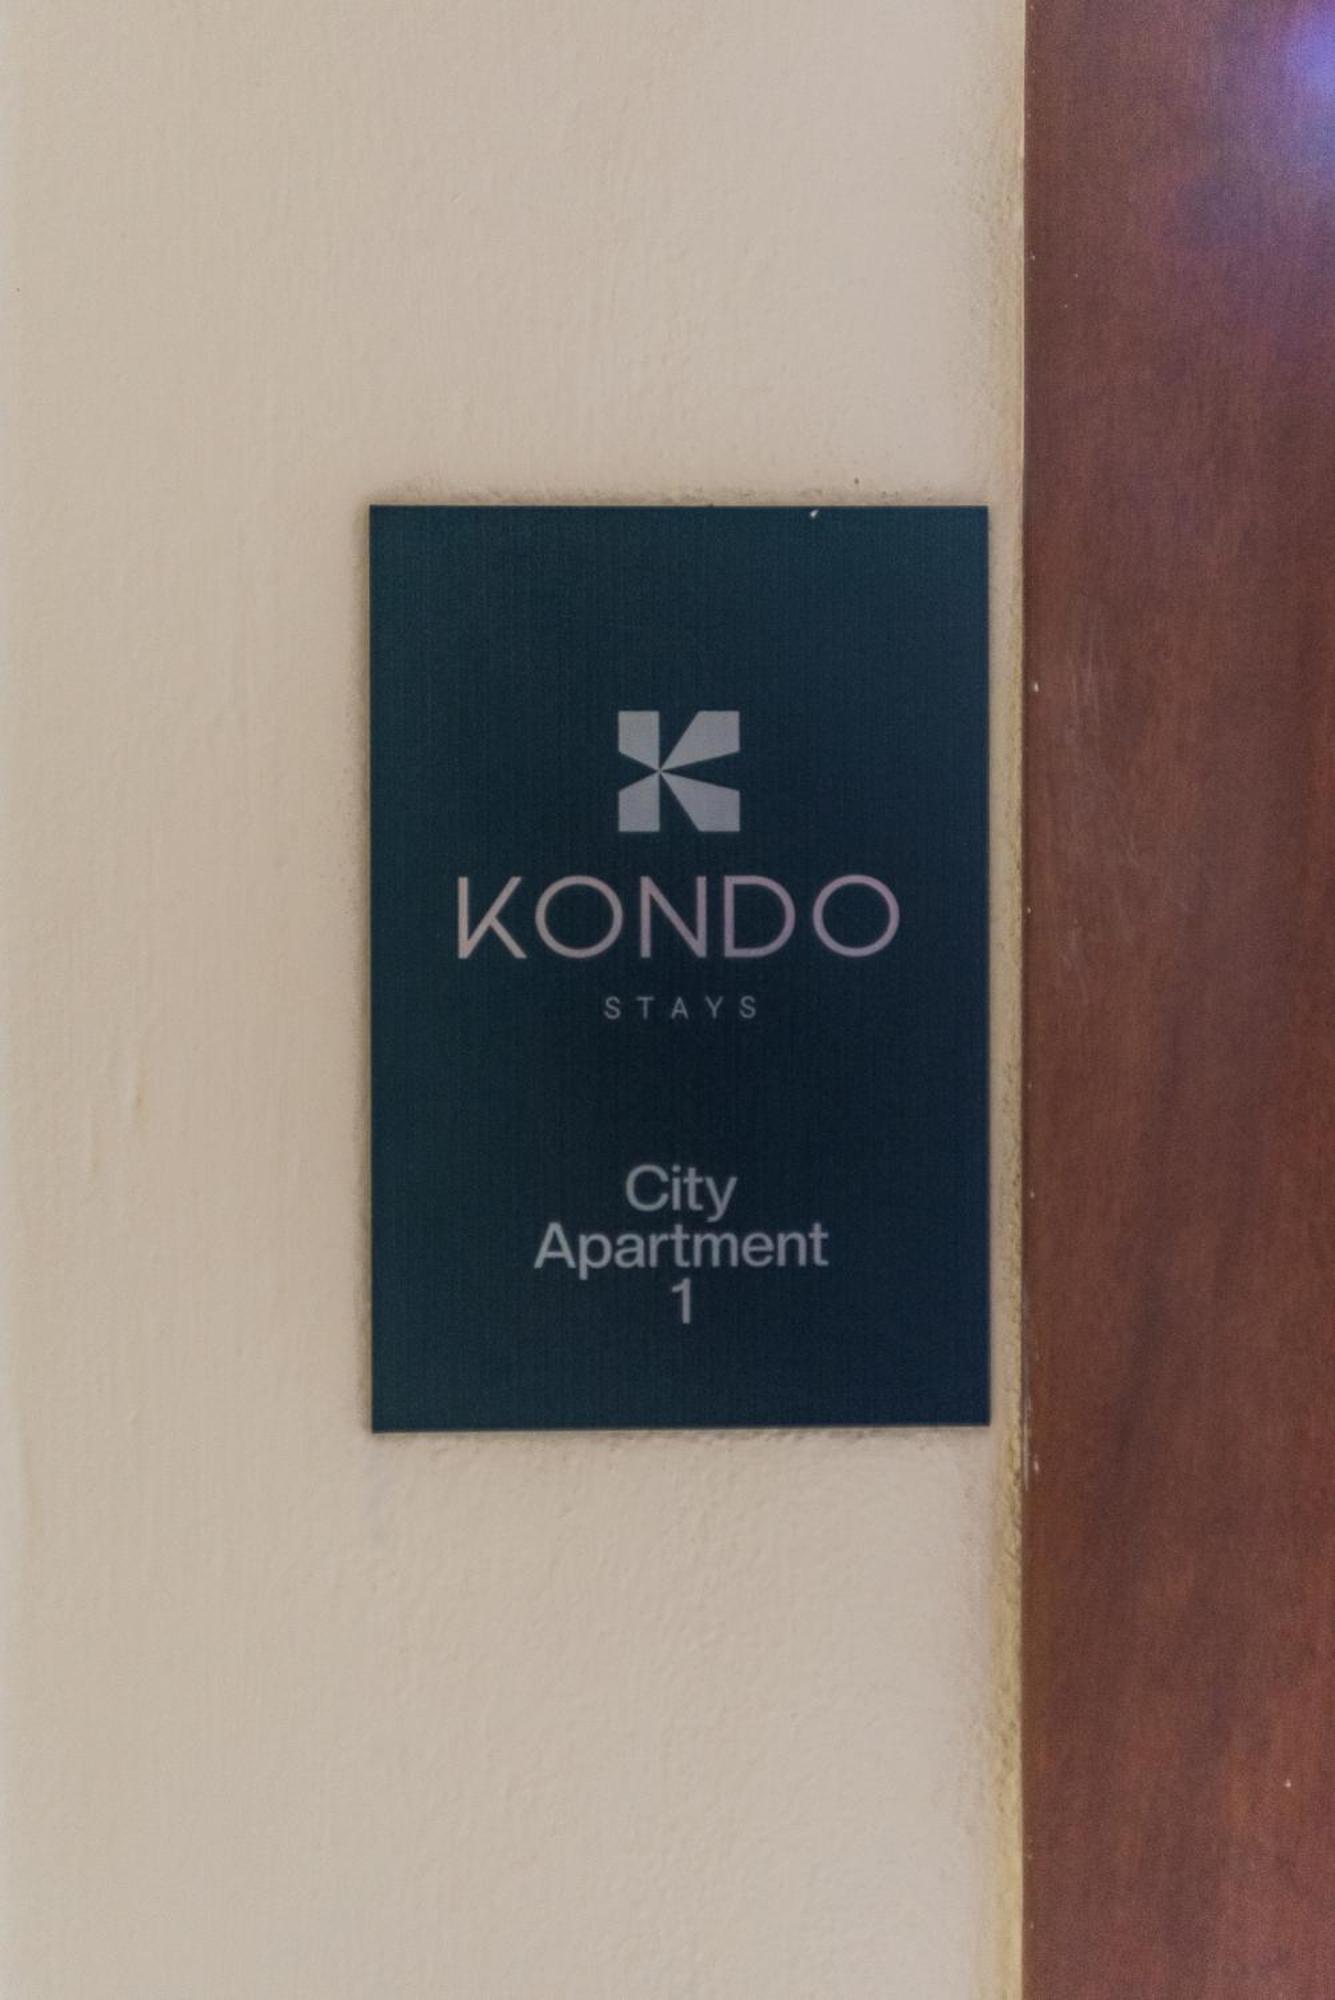 KONDO
STAYS
City
Apartment
1